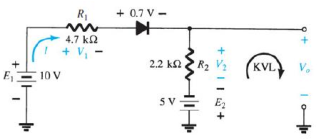 R₁ + 0.7 V −
4.7 kΩ
I + V₁ −
+
E₁ 10 V
−
2.2 kΩ R₂ + V₂ −
KVL
+
Vₒ
−
+
5 V E₂
−